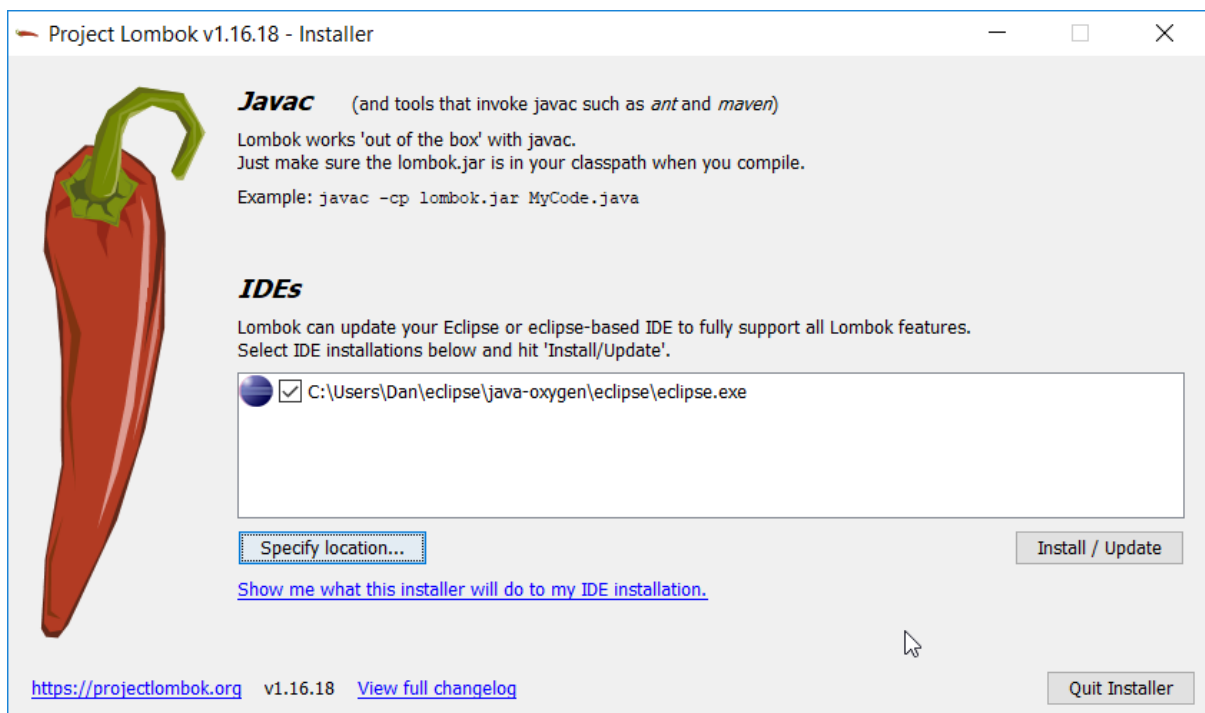 Project Lombok v1.16.18 - Installer
Javac (and tools that invoke javac such as ant and maven)
Lombok works 'out of the box' with javac.
Just make sure the lombok.jar is in your classpath when you compile.
Example: javac -cp lombok.jar MyCode.java
IDEs
Lombok can update your Eclipse or eclipse-based IDE to fully support all Lombok features.
Select IDE installations below and hit 'Install/Update'.
C:\Users\Dan\eclipse\java-oxygen\eclipse\eclipse.exe
Specify location... Install / Update
Show me what this installer will do to my IDE installation.
https://projectlombok.org v1.16.18 View full changelog Quit Installer